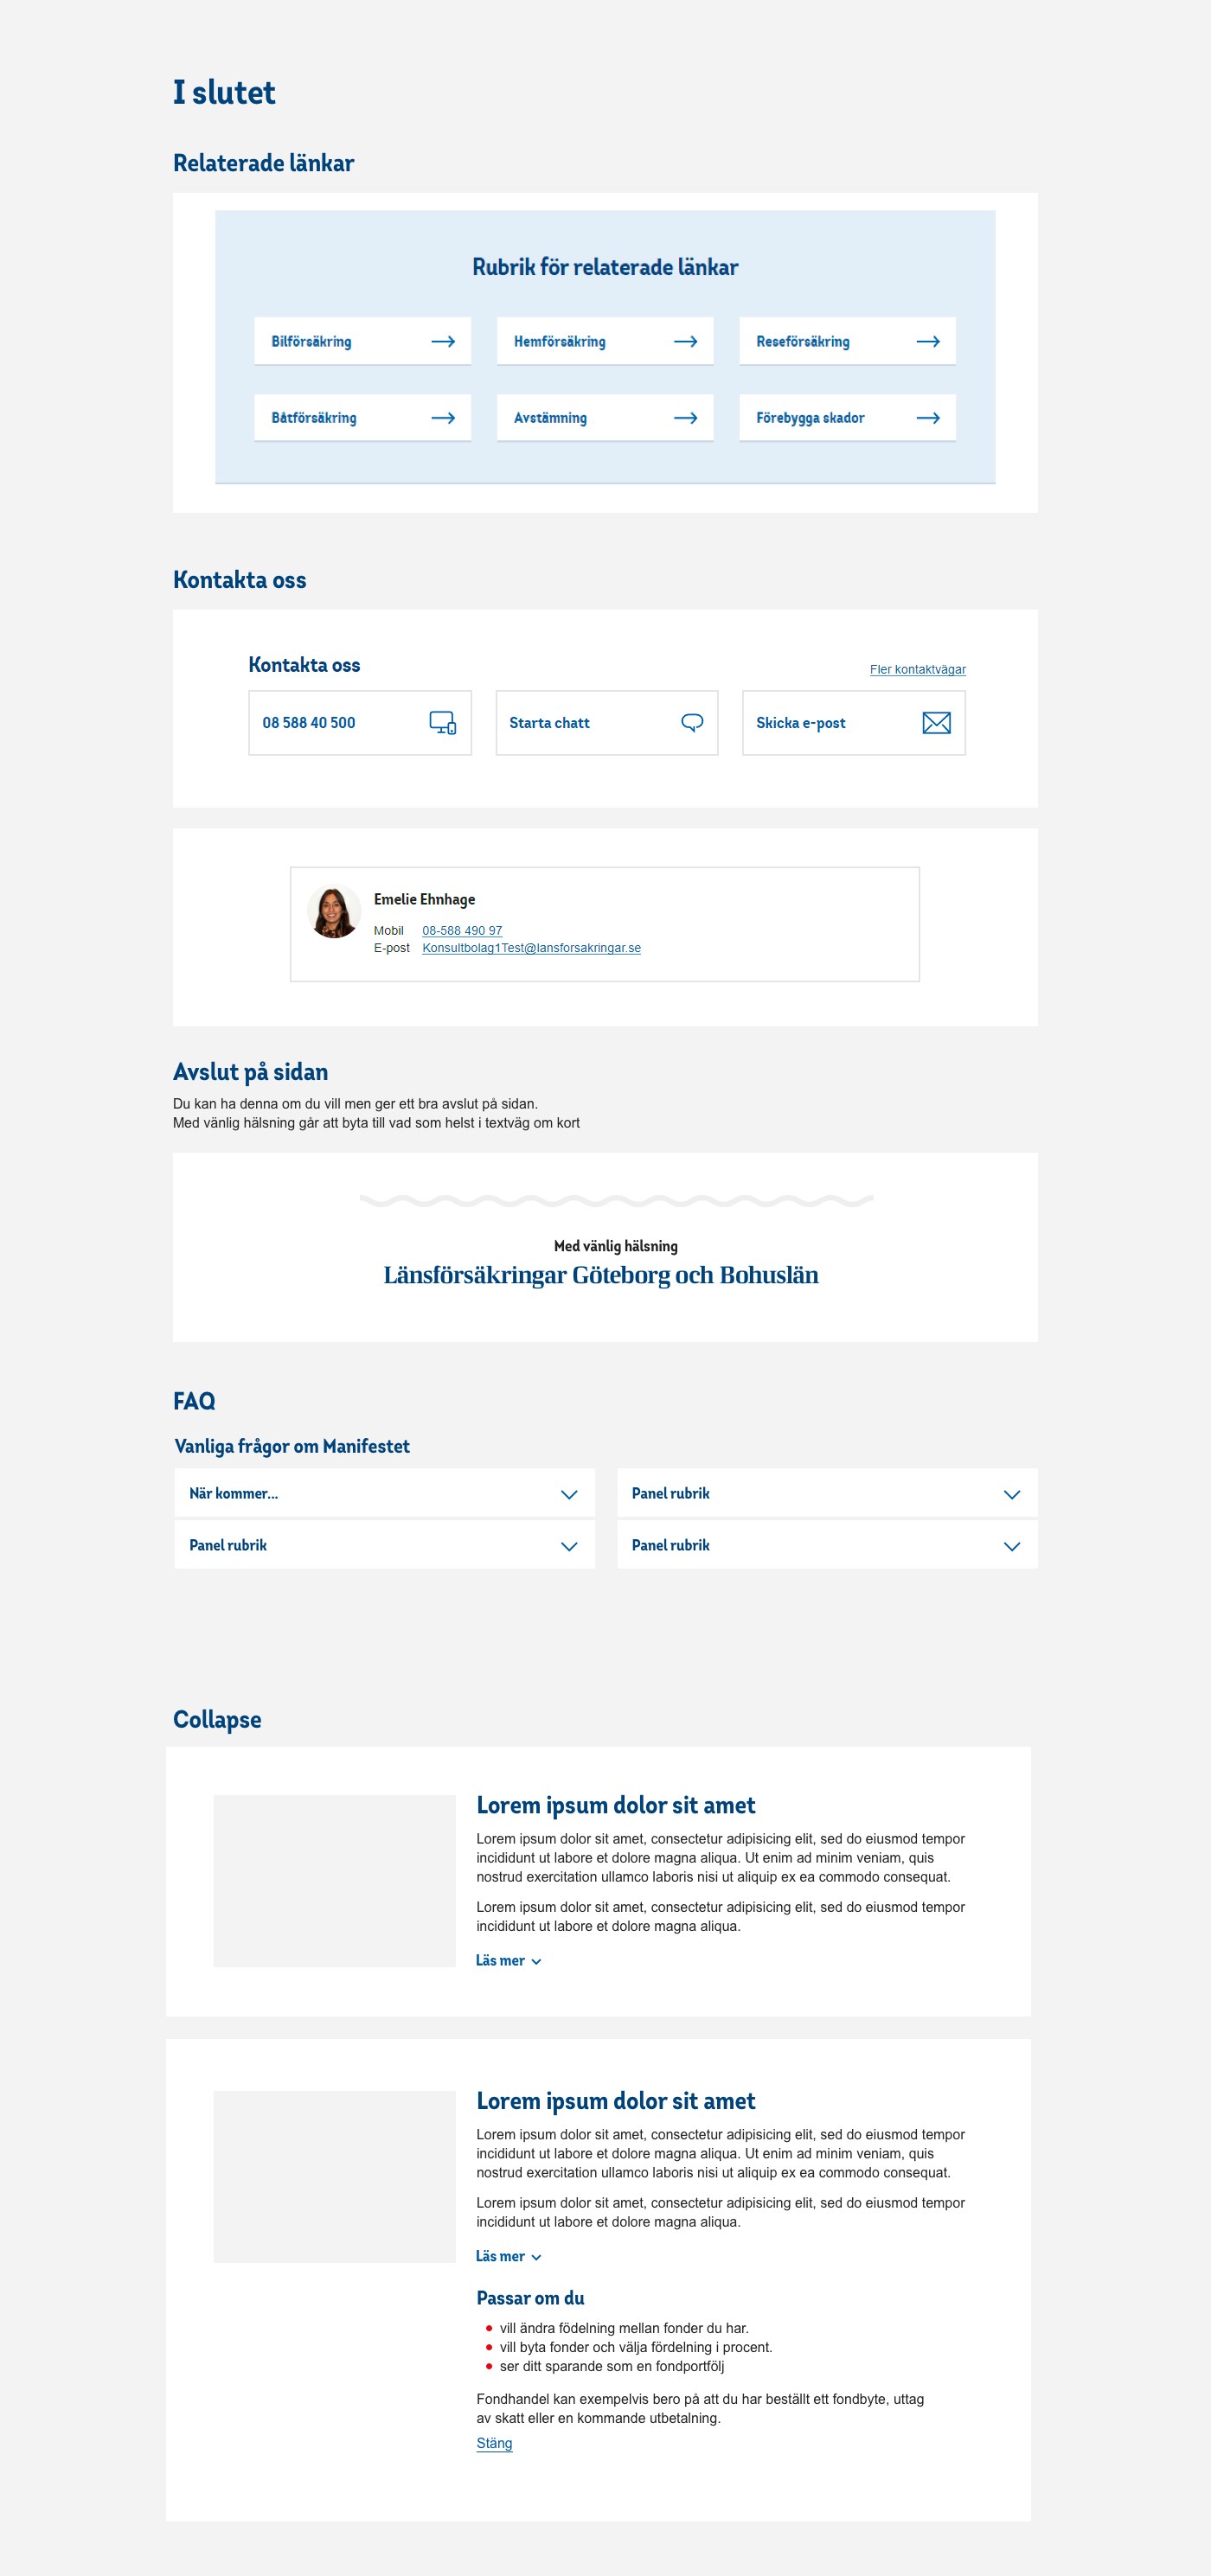 I slutet
Relaterade länkar
Rubrik för relaterade länkar
Bilförsäkring
Hemförsäkring
Reseförsäkring
Båtförsäkring
Avstämning
Förebygga skador
Kontakta oss
Kontakta oss
Fler kontaktvägar
08 588 40 500
Starta chatt
Skicka e-post
Emelie Ehnhage
Mobil 08-588 490 97
E-post Konsultbolag1Test@lansforsakringar.se
Avslut på sidan
Du kan ha denna om du vill men ger ett bra avslut på sidan.
Med vänlig hälsning går att byta till vad som helst i textväg om kort
Med vänlig hälsning
Länsförsäkringar Göteborg och Bohuslän
FAQ
Vanliga frågor om Manifestet
När kommer...
Panel rubrik
Panel rubrik
Panel rubrik
Collapse
Lorem ipsum dolor sit amet
Lorem ipsum dolor sit amet, consectetur adipisicing elit, sed do eiusmod tempor
incididunt ut labore et dolore magna aliqua. Ut enim ad minim veniam, quis
nostrud exercitation ullamco laboris nisi ut aliquip ex ea commodo consequat.
Lorem ipsum dolor sit amet, consectetur adipisicing elit, sed do eiusmod tempor
incididunt ut labore et dolore magna aliqua.
Läs mer
Lorem ipsum dolor sit amet
Lorem ipsum dolor sit amet, consectetur adipisicing elit, sed do eiusmod tempor
incididunt ut labore et dolore magna aliqua. Ut enim ad minim veniam, quis
nostrud exercitation ullamco laboris nisi ut aliquip ex ea commodo consequat.
Lorem ipsum dolor sit amet, consectetur adipisicing elit, sed do eiusmod tempor
incididunt ut labore et dolore magna aliqua.
Läs mer
Passar om du
vill ändra födelning mellan fonder du har.
vill byta fonder och välja fördelning i procent.
ser ditt sparande som en fondportfölj
Fondhandel kan exempelvis bero på att du har beställt ett fondbyte, uttag
av skatt eller en kommande utbetalning.
Stäng